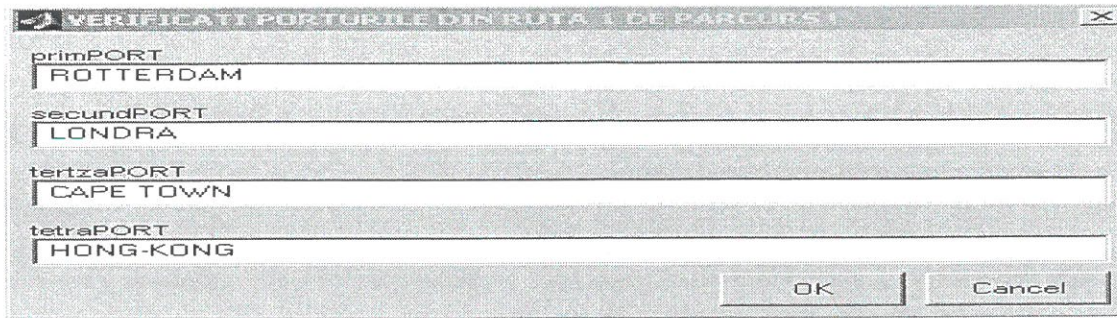 VERIFICATI PORTURILE DIN RUTA 1 DE PARCURS !
primPORT
ROTTERDAM
secundPORT
LONDRA
tertzaPORT
CAPE TOWN
tetraPORT
HONG-KONG
OK Cancel